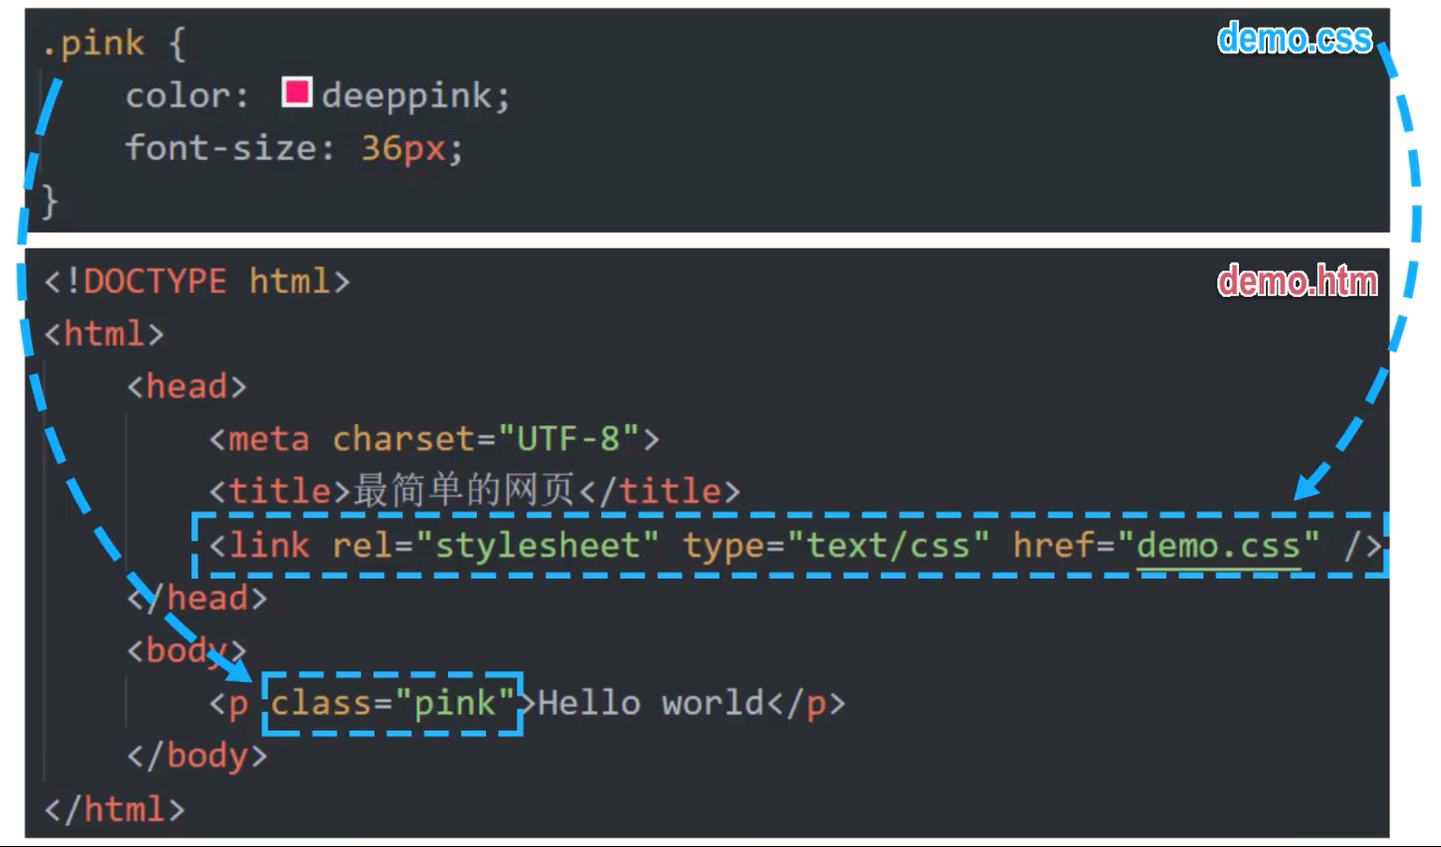 .pink {
demo.css
color: deeppink;
font-size: 36px;
}
<!DOCTYPE html>
demo.htm
<html>
<head>
<meta charset="UTF-8">
<title>最简单的网页</title>
<link rel="stylesheet" type="text/css" href="demo.css" />
</head>
<body>
<p class="pink">Hello world</p>
</body>
</html>